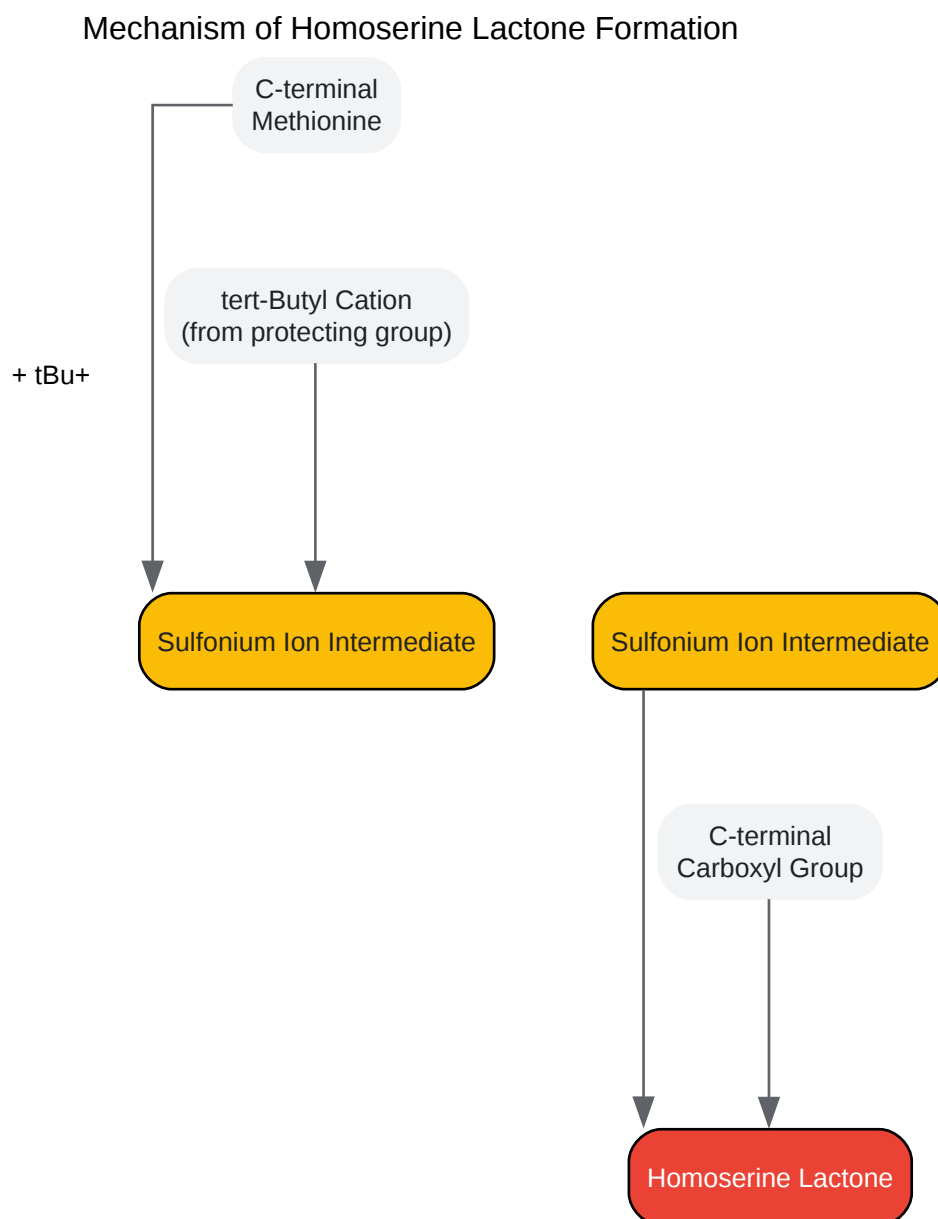 Mechanism of Homoserine Lactone Formation
C-terminal
Methionine
tert-Butyl Cation
(from protecting group)
+ tBu+
Sulfonium Ion Intermediate
Sulfonium Ion Intermediate
C-terminal
Carboxyl Group
Homoserine Lactone